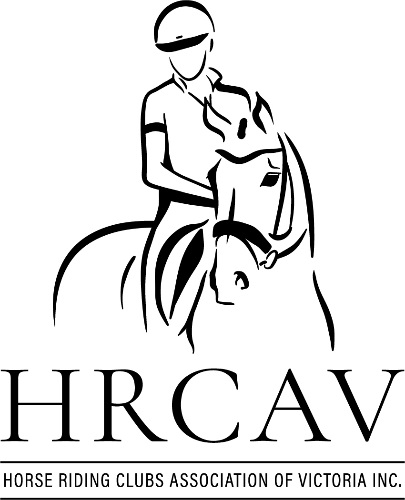 HRCAV
HORSE RIDING CLUBS ASSOCIATION OF VICTORIA INC.